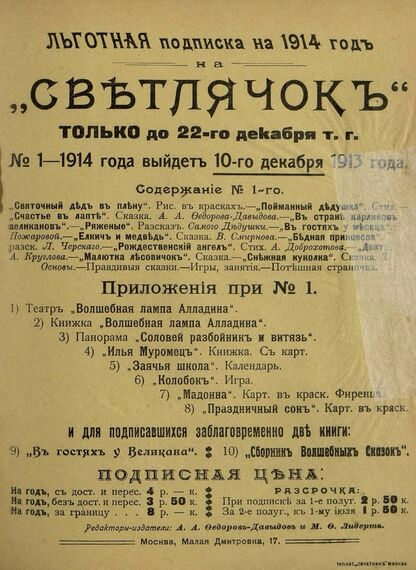 ЛЬГОТНАЯ подписка на 1914 годъ
на
„СВѢТЛЯЧОКЪ“
ТОЛЬКО до 22-го декабря т. г.
№ 1—1914 года выйдетъ 10-го декабря 1913 года.
Содержаніе № 1-го.
„Святочный дѣдъ въ плѣну“. Рис. въ краскахъ.—„Пойманный дѣдушка“. Стих.—
„Счастье въ лаптѣ“. Сказка. А. А. Ѳедорова-Давыдова.—„Въ странѣ карликовъ
великановъ“.—„Ряженые“. Разсказъ. Самого Дѣдушки.—„Въ гостяхъ у мѣсяца“.
Пожаровой.—„Елкичъ и медвѣдь“. Сказка. В. Смирнова.—„Бѣдная принцесса“
разск. Л. Черскаго.—„Рождественскій ангелъ“. Стих. А. Доброхотова.—
А. Круглова.—„Малютка лѣсовичокъ“. Сказка.—„Снѣжная куколка“. Сказка.
Основы.—Правдивыя сказки.—Игры, занятія.—Потѣшная страничка.
Приложенія при № 1.
1) Театръ „Волшебная лампа Алладина“.
2) Книжка „Волшебная лампа Алладина“.
3) Панорама „Соловей разбойник и витязь“.
4) „Илья Муромецъ“. Книжка. Съ карт.
5) „Заячья школа“. Календарь.
6) „Колобокъ“. Игра.
7) „Мадонна“. Карт. въ краск. Фиренца
8) „Праздничный сонъ“. Карт. въ краск.
и для подписавшихся заблаговременно двѣ книги:
9) „Въ гостяхъ у Великана“. 10) „Сборникъ Волшебныхъ Сказокъ“.
ПОДПИСНАЯ ЦѢНА:
На годъ, съ дост. и перес. 4 р. — к.
На годъ, безъ дост. и перес. 3 р. 50 к.
На годъ, за границу . . . 8 р. — к.
РАЗСРОЧКА:
При подпискѣ за 1-е полуг. 2 р. 50 к.
За 2-е полуг., къ 1-му іюля 1 р. 50 к.
Редакторы-издатели: А. А. Ѳедоровъ-Давыдовъ и М. Ѳ. Лидертъ.
Москва, Малая Дмитровка, 17.